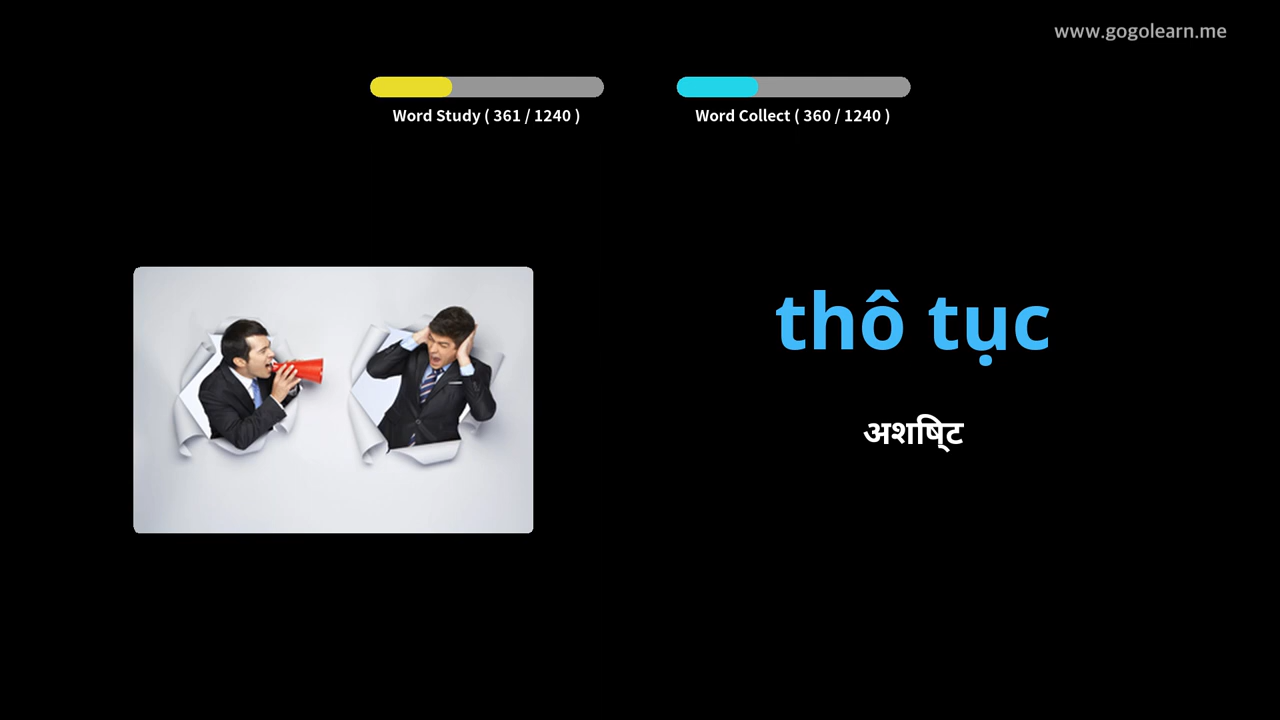 www.gogolearn.me
Word Study ( 361 / 1240 )
Word Collect ( 360 / 1240 )
thô tục
अशिष्ट